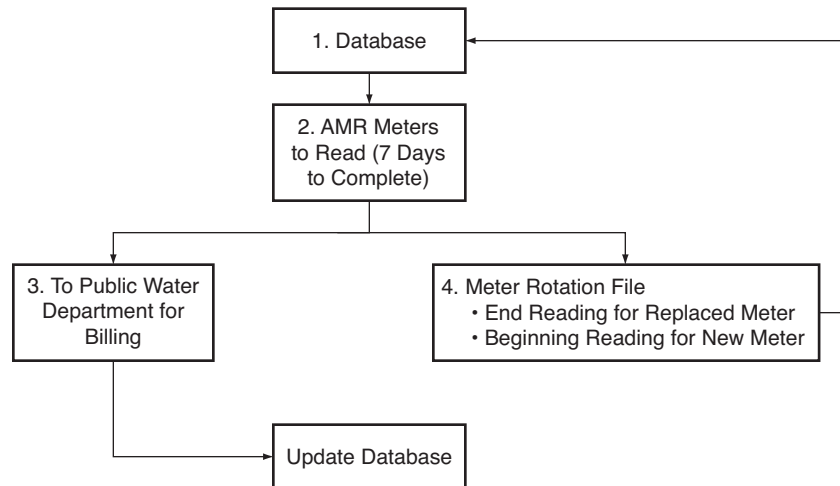 1. Database
2. AMR Meters
to Read (7 Days
to Complete)
3. To Public Water
Department for
Billing
4. Meter Rotation File
• End Reading for Replaced Meter
• Beginning Reading for New Meter
Update Database